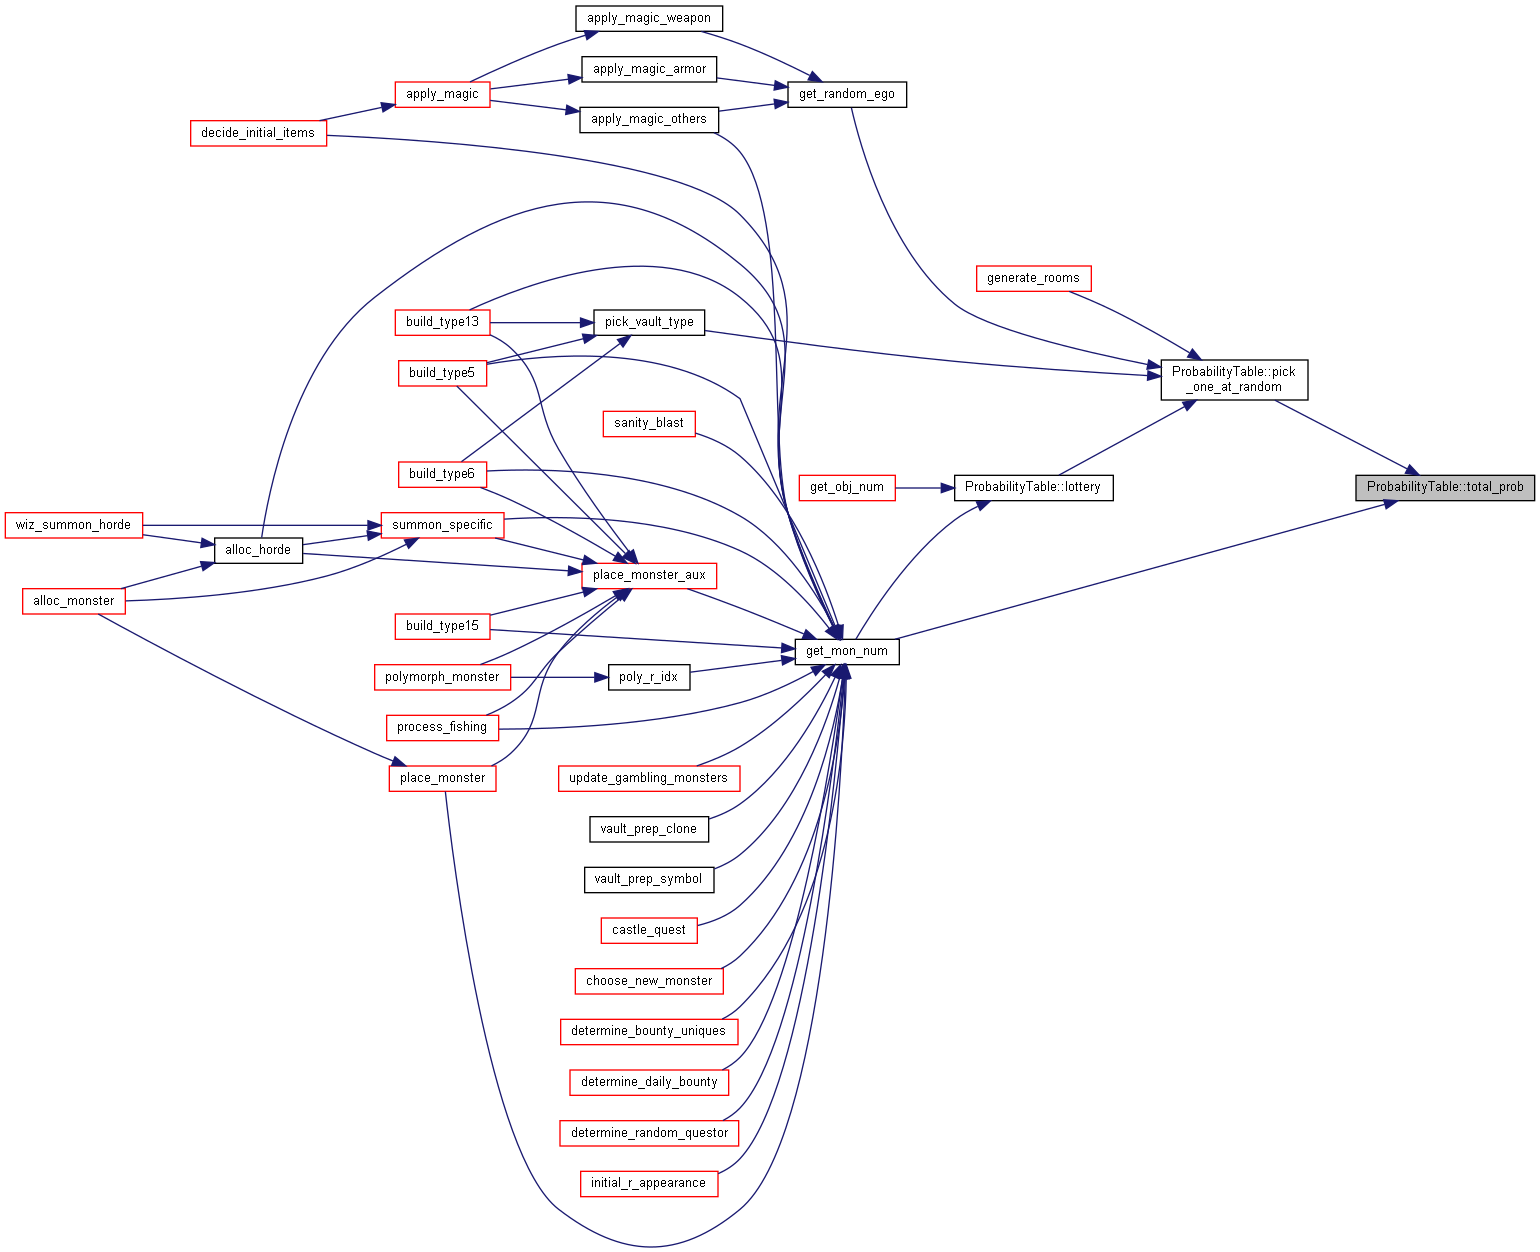 apply_magic_weapon
apply_magic_armor
apply_magic
get_random_ego
apply_magic_others
decide_initial_items
generate_rooms
build_type13
pick_vault_type
build_type5
ProbabilityTable::pick
_one_at_random
sanity_blast
build_type6
get_obj_num
ProbabilityTable::lottery
ProbabilityTable::total_prob
wiz_summon_horde
summon_specific
alloc_horde
place_monster_aux
alloc_monster
build_type15
get_mon_num
polymorph_monster
poly_r_idx
process_fishing
place_monster
update_gambling_monsters
vault_prep_clone
vault_prep_symbol
castle_quest
choose_new_monster
determine_bounty_uniques
determine_daily_bounty
determine_random_questor
initial_r_appearance